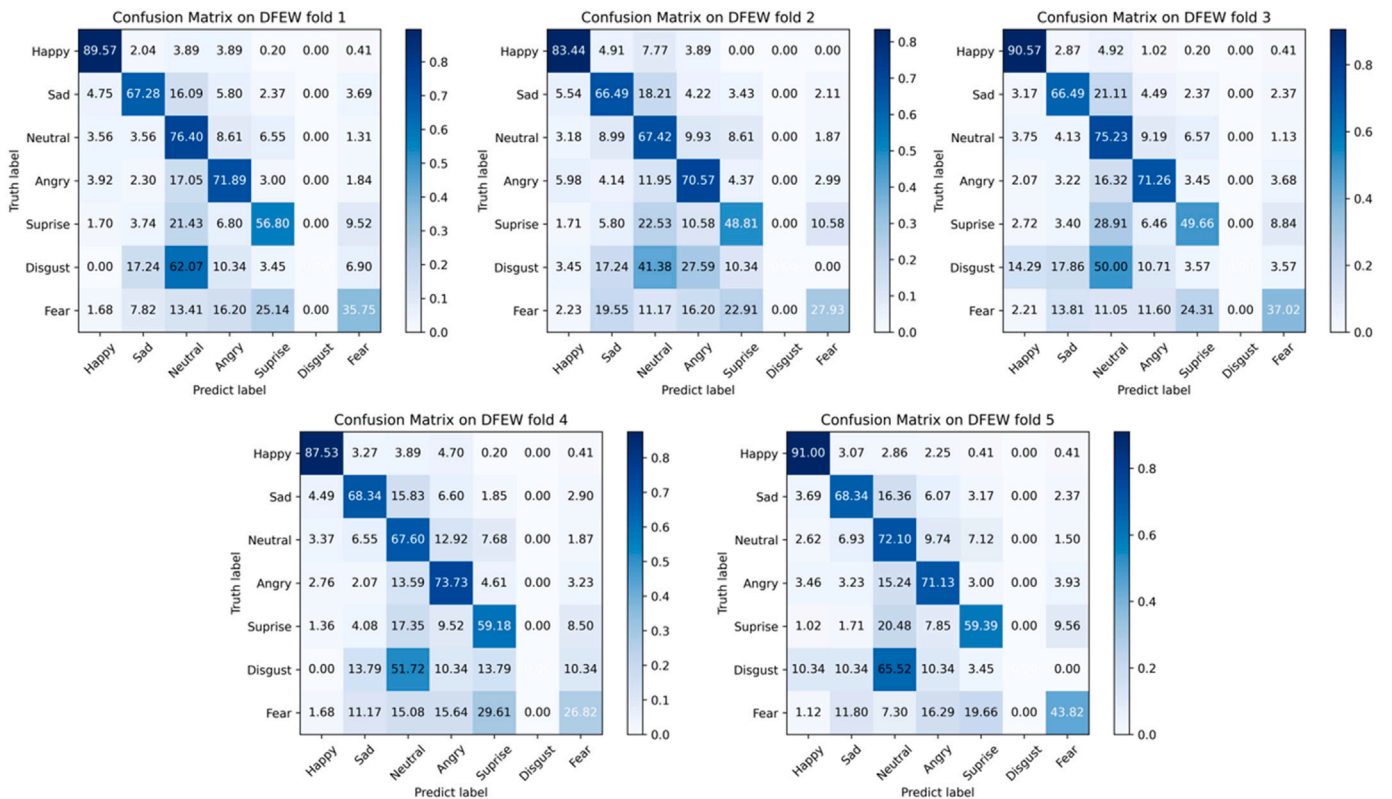 Confusion Matrix on DFEW fold 1
Truth label
Happy 89.57 2.04 3.89 3.89 0.20 0.00 0.41
Sad 4.75 67.28 16.09 5.80 2.37 0.00 3.69
Neutral 3.56 3.56 76.40 8.61 6.55 0.00 1.31
Angry 3.92 2.30 17.05 71.89 3.00 0.00 1.84
Suprise 1.70 3.74 21.43 6.80 56.80 0.00 9.52
Disgust 0.00 17.24 62.07 10.34 3.45 6.90
Fear 1.68 7.82 13.41 16.20 25.14 0.00 35.75
Happy Sad Neutral Angry Suprise Disgust Fear
Predict label
0.8
0.7
0.6
0.5
0.4
0.3
0.2
0.1
0.0
Confusion Matrix on DFEW fold 2
Truth label
Happy 83.44 4.91 7.77 3.89 0.00 0.00 0.00
Sad 5.54 66.49 18.21 4.22 3.43 0.00 2.11
Neutral 3.18 8.99 67.42 9.93 8.61 0.00 1.87
Angry 5.98 4.14 11.95 70.57 4.37 0.00 2.99
Suprise 1.71 5.80 22.53 10.58 48.81 0.00 10.58
Disgust 3.45 17.24 41.38 27.59 10.34 0.00
Fear 2.23 19.55 11.17 16.20 22.91 0.00 27.93
Happy Sad Neutral Angry Suprise Disgust Fear
Predict label
0.8
0.7
0.6
0.5
0.4
0.3
0.2
0.1
0.0
Confusion Matrix on DFEW fold 3
Truth label
Happy 90.57 2.87 4.92 1.02 0.20 0.00 0.41
Sad 3.17 66.49 21.11 4.49 2.37 0.00 2.37
Neutral 3.75 4.13 75.23 9.19 6.57 0.00 1.13
Angry 2.07 3.22 16.32 71.26 3.45 0.00 3.68
Suprise 2.72 3.40 28.91 6.46 49.66 0.00 8.84
Disgust 14.29 17.86 50.00 10.71 3.57 3.57
Fear 2.21 13.81 11.05 11.60 24.31 0.00 37.02
Happy Sad Neutral Angry Suprise Disgust Fear
Predict label
0.8
0.6
0.4
0.2
0.0
Confusion Matrix on DFEW fold 4
Truth label
Happy 87.53 3.27 3.89 4.70 0.20 0.00 0.41
Sad 4.49 68.34 15.83 6.60 1.85 0.00 2.90
Neutral 3.37 6.55 67.60 12.92 7.68 0.00 1.87
Angry 2.76 2.07 13.59 73.73 4.61 0.00 3.23
Suprise 1.36 4.08 17.35 9.52 59.18 0.00 8.50
Disgust 0.00 13.79 51.72 10.34 13.79 10.34
Fear 1.68 11.17 15.08 15.64 29.61 0.00 26.82
Happy Sad Neutral Angry Suprise Disgust Fear
Predict label
0.8
0.7
0.6
0.5
0.4
0.3
0.2
0.1
0.0
Confusion Matrix on DFEW fold 5
Truth label
Happy 91.00 3.07 2.86 2.25 0.41 0.00 0.41
Sad 3.69 68.34 16.36 6.07 3.17 0.00 2.37
Neutral 2.62 6.93 72.10 9.74 7.12 0.00 1.50
Angry 3.46 3.23 15.24 71.13 3.00 0.00 3.93
Suprise 1.02 1.71 20.48 7.85 59.39 0.00 9.56
Disgust 10.34 10.34 65.52 10.34 3.45 0.00
Fear 1.12 11.80 7.30 16.29 19.66 0.00 43.82
Happy Sad Neutral Angry Suprise Disgust Fear
Predict label
0.8
0.6
0.4
0.2
0.0